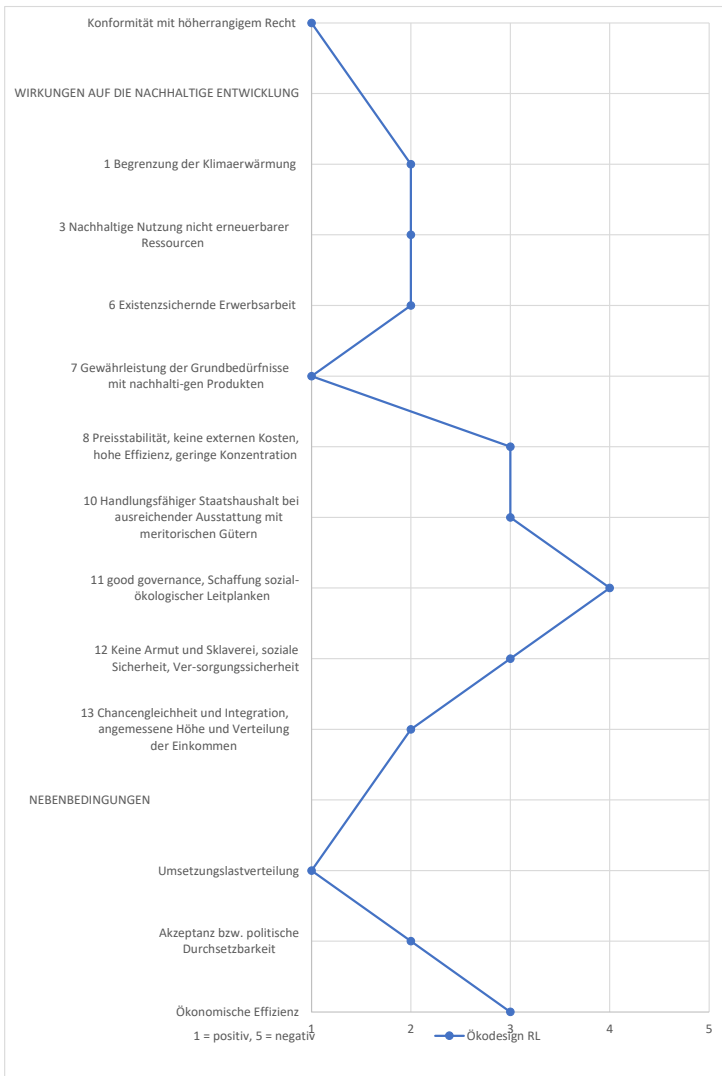 Konformität mit höherrangigem Recht
WIRKUNGEN AUF DIE NACHHALTIGE ENTWICKLUNG
1 Begrenzung der Klimaerwärmung
3 Nachhaltige Nutzung nicht erneuerbarer
Ressourcen
6 Existenzsichernde Erwerbsarbeit
7 Gewährleistung der Grundbedürfnisse
mit nachhalti-gen Produkten
8 Preisstabilität, keine externen Kosten,
hohe Effizienz, geringe Konzentration
10 Handlungsfähiger Staatshaushalt bei
ausreichender Ausstattung mit
meritorischen Gütern
11 good governance, Schaffung sozial-
ökologischer Leitplanken
12 Keine Armut und Sklaverei, soziale
Sicherheit, Ver-sorgungssicherheit
13 Chancengleichheit und Integration,
angemessene Höhe und Verteilung
der Einkommen
NEBENBEDINGUNGEN
Umsetzungslastverteilung
Akzeptanz bzw. politische
Durchsetzbarkeit
Ökonomische Effizienz
1 2 3 4 5
1 = positiv, 5 = negativ
Ökodesign RL